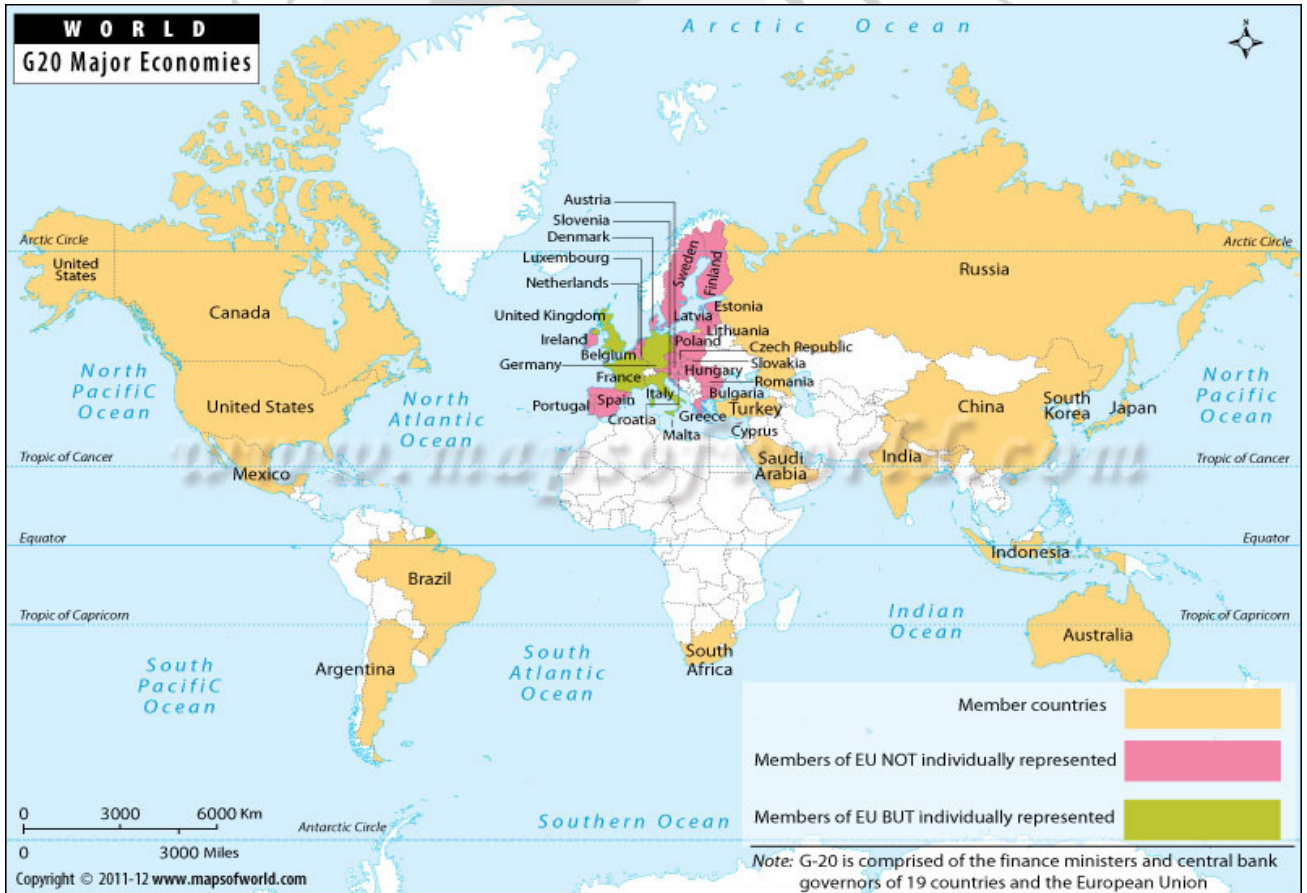 WORLD
G20 Major Economies
Arctic Ocean
N
Austria
Slovenia
Denmark
Luxembourg
Netherlands
Arctic Circle
Arctic Circle
United
States
Canada
Sweden
Finland
Russia
United Kingdom
Estonia
Latvia
Lithuania
Ireland
Poland
Czech Republic
Belgium
Slovakia
Germany
Hungary
France
Romania
North
PacifiC
Ocean
United States
North
Atlantic
Ocean
Portugal
Spain
Italy
Bulgaria
Croatia
Greece
Turkey
Malta
Cyprus
China
South
Korea
Japan
North
Pacific
Ocean
Tropic of Cancer
Mexico
Saudi
Arabia
India
Tropic of Cancer
www.mapsofworld.com
Equator
Equator
Brazil
Indonesia
Tropic of Capricorn
Indian
Ocean
Tropic of Capricorn
Australia
South
PacifiC
Ocean
Argentina
South
Atlantic
Ocean
South
Africa
Member countries
Members of EU NOT individually represented
Members of EU BUT individually represented
0 3000 6000 Km
0 3000 Miles
Antarctic Circle
Southern Ocean
Note: G-20 is comprised of the finance ministers and central bank
governors of 19 countries and the European Union
Copyright © 2011-12 www.mapsofworld.com